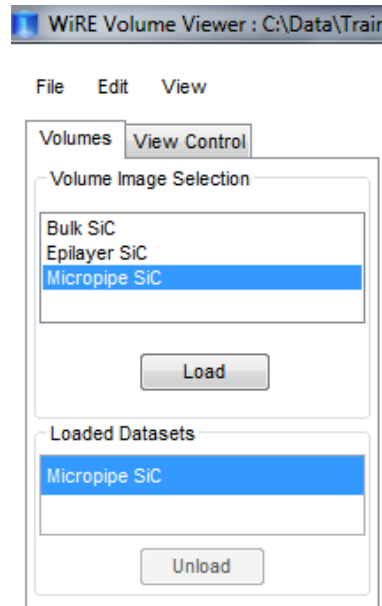 WiRE Volume Viewer : C:\Data\Trai
File Edit View
Volumes View Control
Volume Image Selection
Bulk SiC
Epilayer SiC
Micropipe SiC
Load
Loaded Datasets
Micropipe SiC
Unload